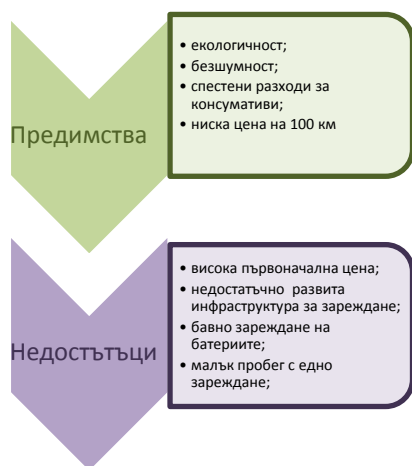 Предимства
• екологичност;
• безшумност;
• спестени разходи за
консумативи;
• ниска цена на 100 км
Недостътъци
• висока първоначална цена;
• недостатъчно развита
инфраструктура за зареждане;
• бавно зареждане на
батериите;
• малък пробег с едно
зареждане;